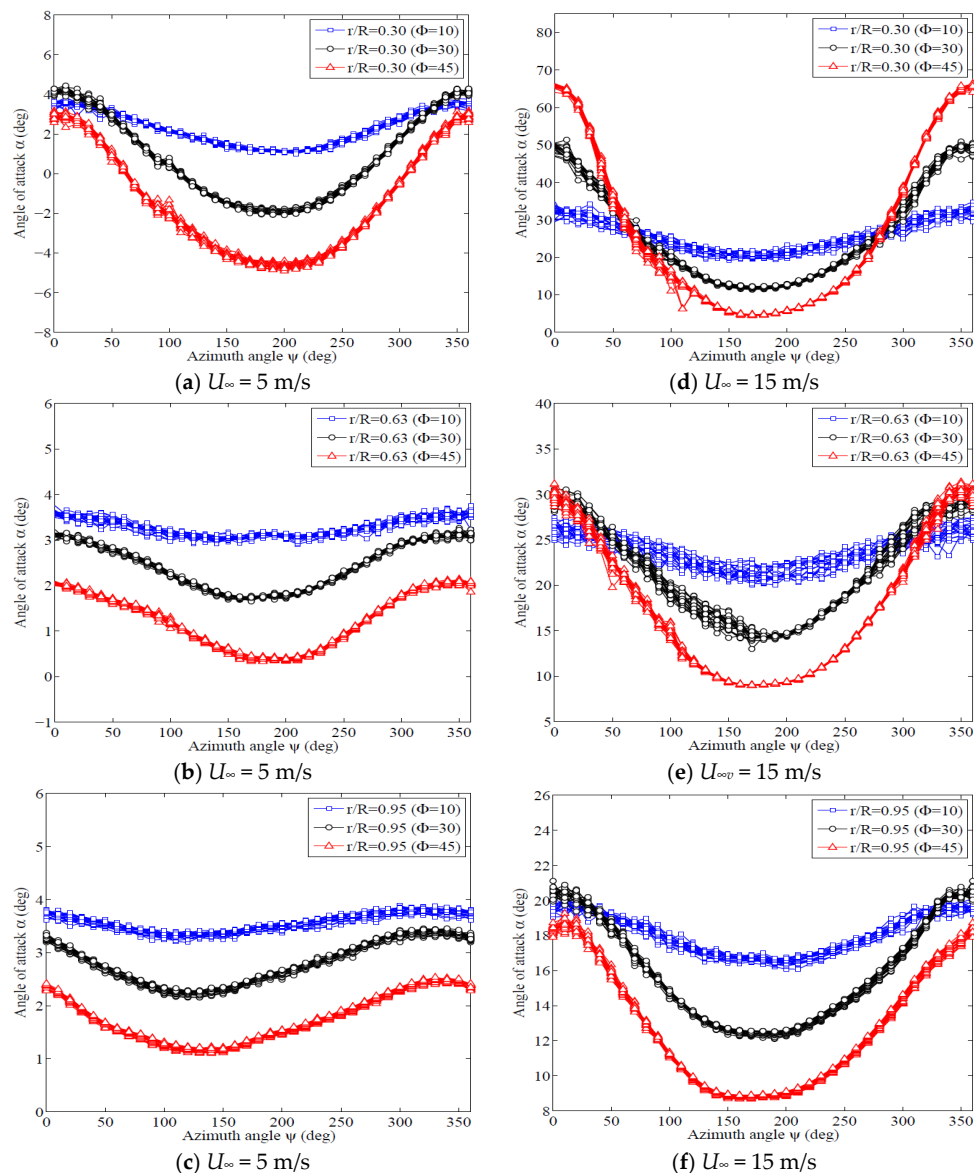 8
6
4
2
0
−2
−4
−6
−8
Angle of attack α (deg)
r/R=0.30 (Φ=10)
r/R=0.30 (Φ=30)
r/R=0.30 (Φ=45)
0 50 100 150 200 250 300 350
Azimuth angle ψ (deg)
(a) U∞ = 5 m/s
85
80
70
60
50
40
30
20
10
0
Angle of attack α (deg)
r/R=0.30 (Φ=10)
r/R=0.30 (Φ=30)
r/R=0.30 (Φ=45)
0 50 100 150 200 250 300 350
Azimuth angle ψ (deg)
(d) U∞ = 15 m/s
6
5
4
3
2
1
0
−1
Angle of attack α (deg)
r/R=0.63 (Φ=10)
r/R=0.63 (Φ=30)
r/R=0.63 (Φ=45)
0 50 100 150 200 250 300 350
Azimuth angle ψ (deg)
(b) U∞ = 5 m/s
40
35
30
25
20
15
10
5
Angle of attack α (deg)
r/R=0.63 (Φ=10)
r/R=0.63 (Φ=30)
r/R=0.63 (Φ=45)
0 50 100 150 200 250 300 350
Azimuth angle ψ (deg)
(e) U∞v = 15 m/s
6
5
4
3
2
1
0
Angle of attack α (deg)
r/R=0.95 (Φ=10)
r/R=0.95 (Φ=30)
r/R=0.95 (Φ=45)
0 50 100 150 200 250 300 350
Azimuth angle ψ (deg)
(c) U∞ = 5 m/s
26
24
22
20
18
16
14
12
10
8
Angle of attack α (deg)
r/R=0.95 (Φ=10)
r/R=0.95 (Φ=30)
r/R=0.95 (Φ=45)
0 50 100 150 200 250 300 350
Azimuth angle ψ (deg)
(f) U∞ = 15 m/s